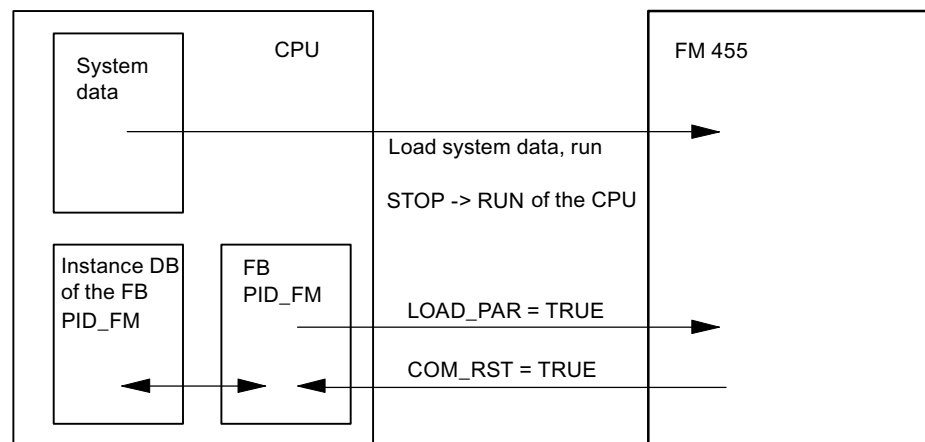 CPU
FM 455
System
data
Load system data, run
STOP -> RUN of the CPU
Instance DB
of the FB
PID_FM
FB
PID_FM
LOAD_PAR = TRUE
COM_RST = TRUE